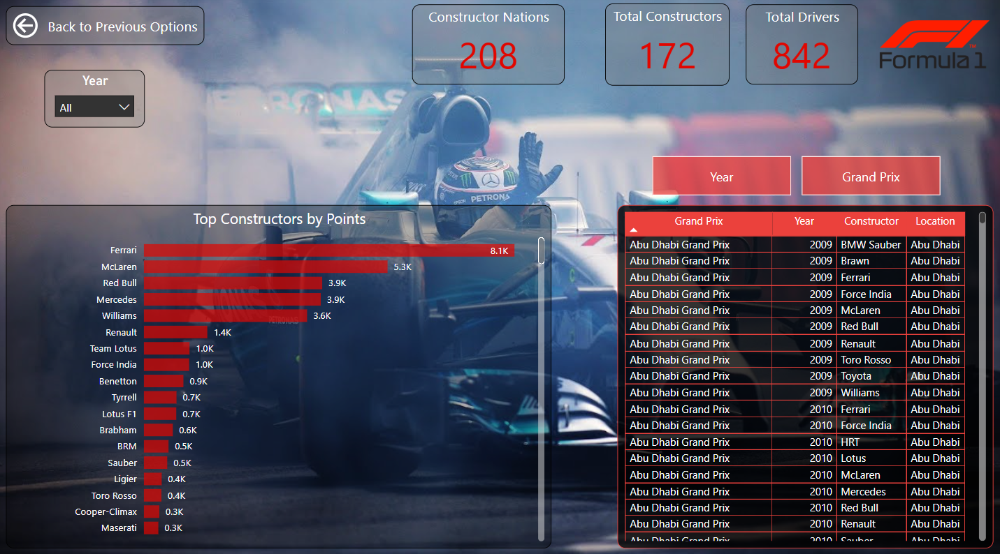 Back to Previous Options
Constructor Nations
208
Total Constructors
172
Total Drivers
842
TM
Formula 1
Year
All
PETRONAS
EPSON
PETRONA
PETRONAS
Year
Grand Prix
Top Constructors by Points
Ferrari 8.1K
McLaren 5.3K
Red Bull 3.9K
Mercedes 3.9K
Williams 3.6K
Renault 1.4K
Team Lotus 1.0K
Force India 1.0K
Benetton 0.9K
Tyrrell 0.7K
Lotus F1 0.7K
Brabham 0.6K
BRM 0.5K
Sauber 0.5K
Ligier 0.4K
Toro Rosso 0.4K
Cooper-Climax 0.3K
Maserati 0.3K
Grand Prix Year Constructor Location
Abu Dhabi Grand Prix 2009 BMW Sauber Abu Dhabi
Abu Dhabi Grand Prix 2009 Brawn Abu Dhabi
Abu Dhabi Grand Prix 2009 Ferrari Abu Dhabi
Abu Dhabi Grand Prix 2009 Force India Abu Dhabi
Abu Dhabi Grand Prix 2009 McLaren Abu Dhabi
Abu Dhabi Grand Prix 2009 Red Bull Abu Dhabi
Abu Dhabi Grand Prix 2009 Renault Abu Dhabi
Abu Dhabi Grand Prix 2009 Toro Rosso Abu Dhabi
Abu Dhabi Grand Prix 2009 Toyota Abu Dhabi
Abu Dhabi Grand Prix 2009 Williams Abu Dhabi
Abu Dhabi Grand Prix 2010 Ferrari Abu Dhabi
Abu Dhabi Grand Prix 2010 Force India Abu Dhabi
Abu Dhabi Grand Prix 2010 HRT Abu Dhabi
Abu Dhabi Grand Prix 2010 Lotus Abu Dhabi
Abu Dhabi Grand Prix 2010 McLaren Abu Dhabi
Abu Dhabi Grand Prix 2010 Mercedes Abu Dhabi
Abu Dhabi Grand Prix 2010 Red Bull Abu Dhabi
Abu Dhabi Grand Prix 2010 Renault Abu Dhabi
Abu Dhabi Grand Prix 2010 Sauber Abu Dhabi